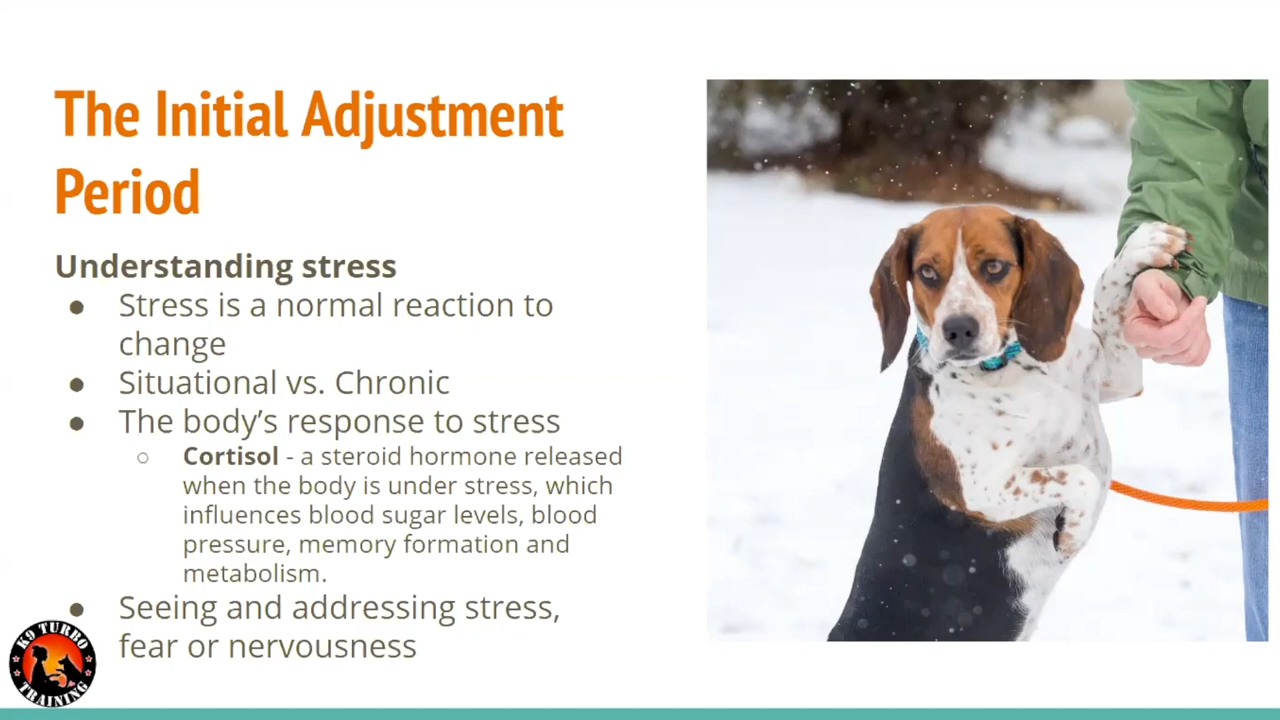 The Initial Adjustment
Period
Understanding stress
● Stress is a normal reaction to
change
● Situational vs. Chronic
● The body’s response to stress
○ Cortisol - a steroid hormone released
when the body is under stress, which
influences blood sugar levels, blood
pressure, memory formation and
metabolism.
● Seeing and addressing stress,
fear or nervousness
K9 TURBO
TRAINING